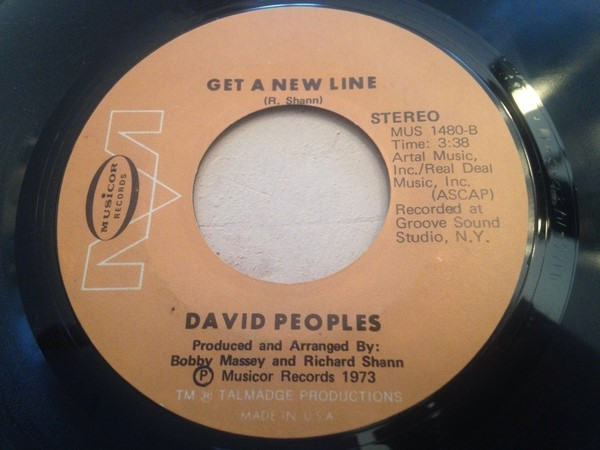 GET A NEW LINE
(R. Shann)
STEREO
MUS 1480-B
Time: 3:38
Artal Music,
Inc./Real Deal
Music, Inc.
(ASCAP)
Recorded at
Groove Sound
Studio, N.Y.
MUSICOR
RECORDS
DAVID PEOPLES
Produced and Arranged By:
Bobby Massey and Richard Shann
Ⓟ Musicor Records 1973
TM ® TALMADGE PRODUCTIONS
MADE IN U.S.A.